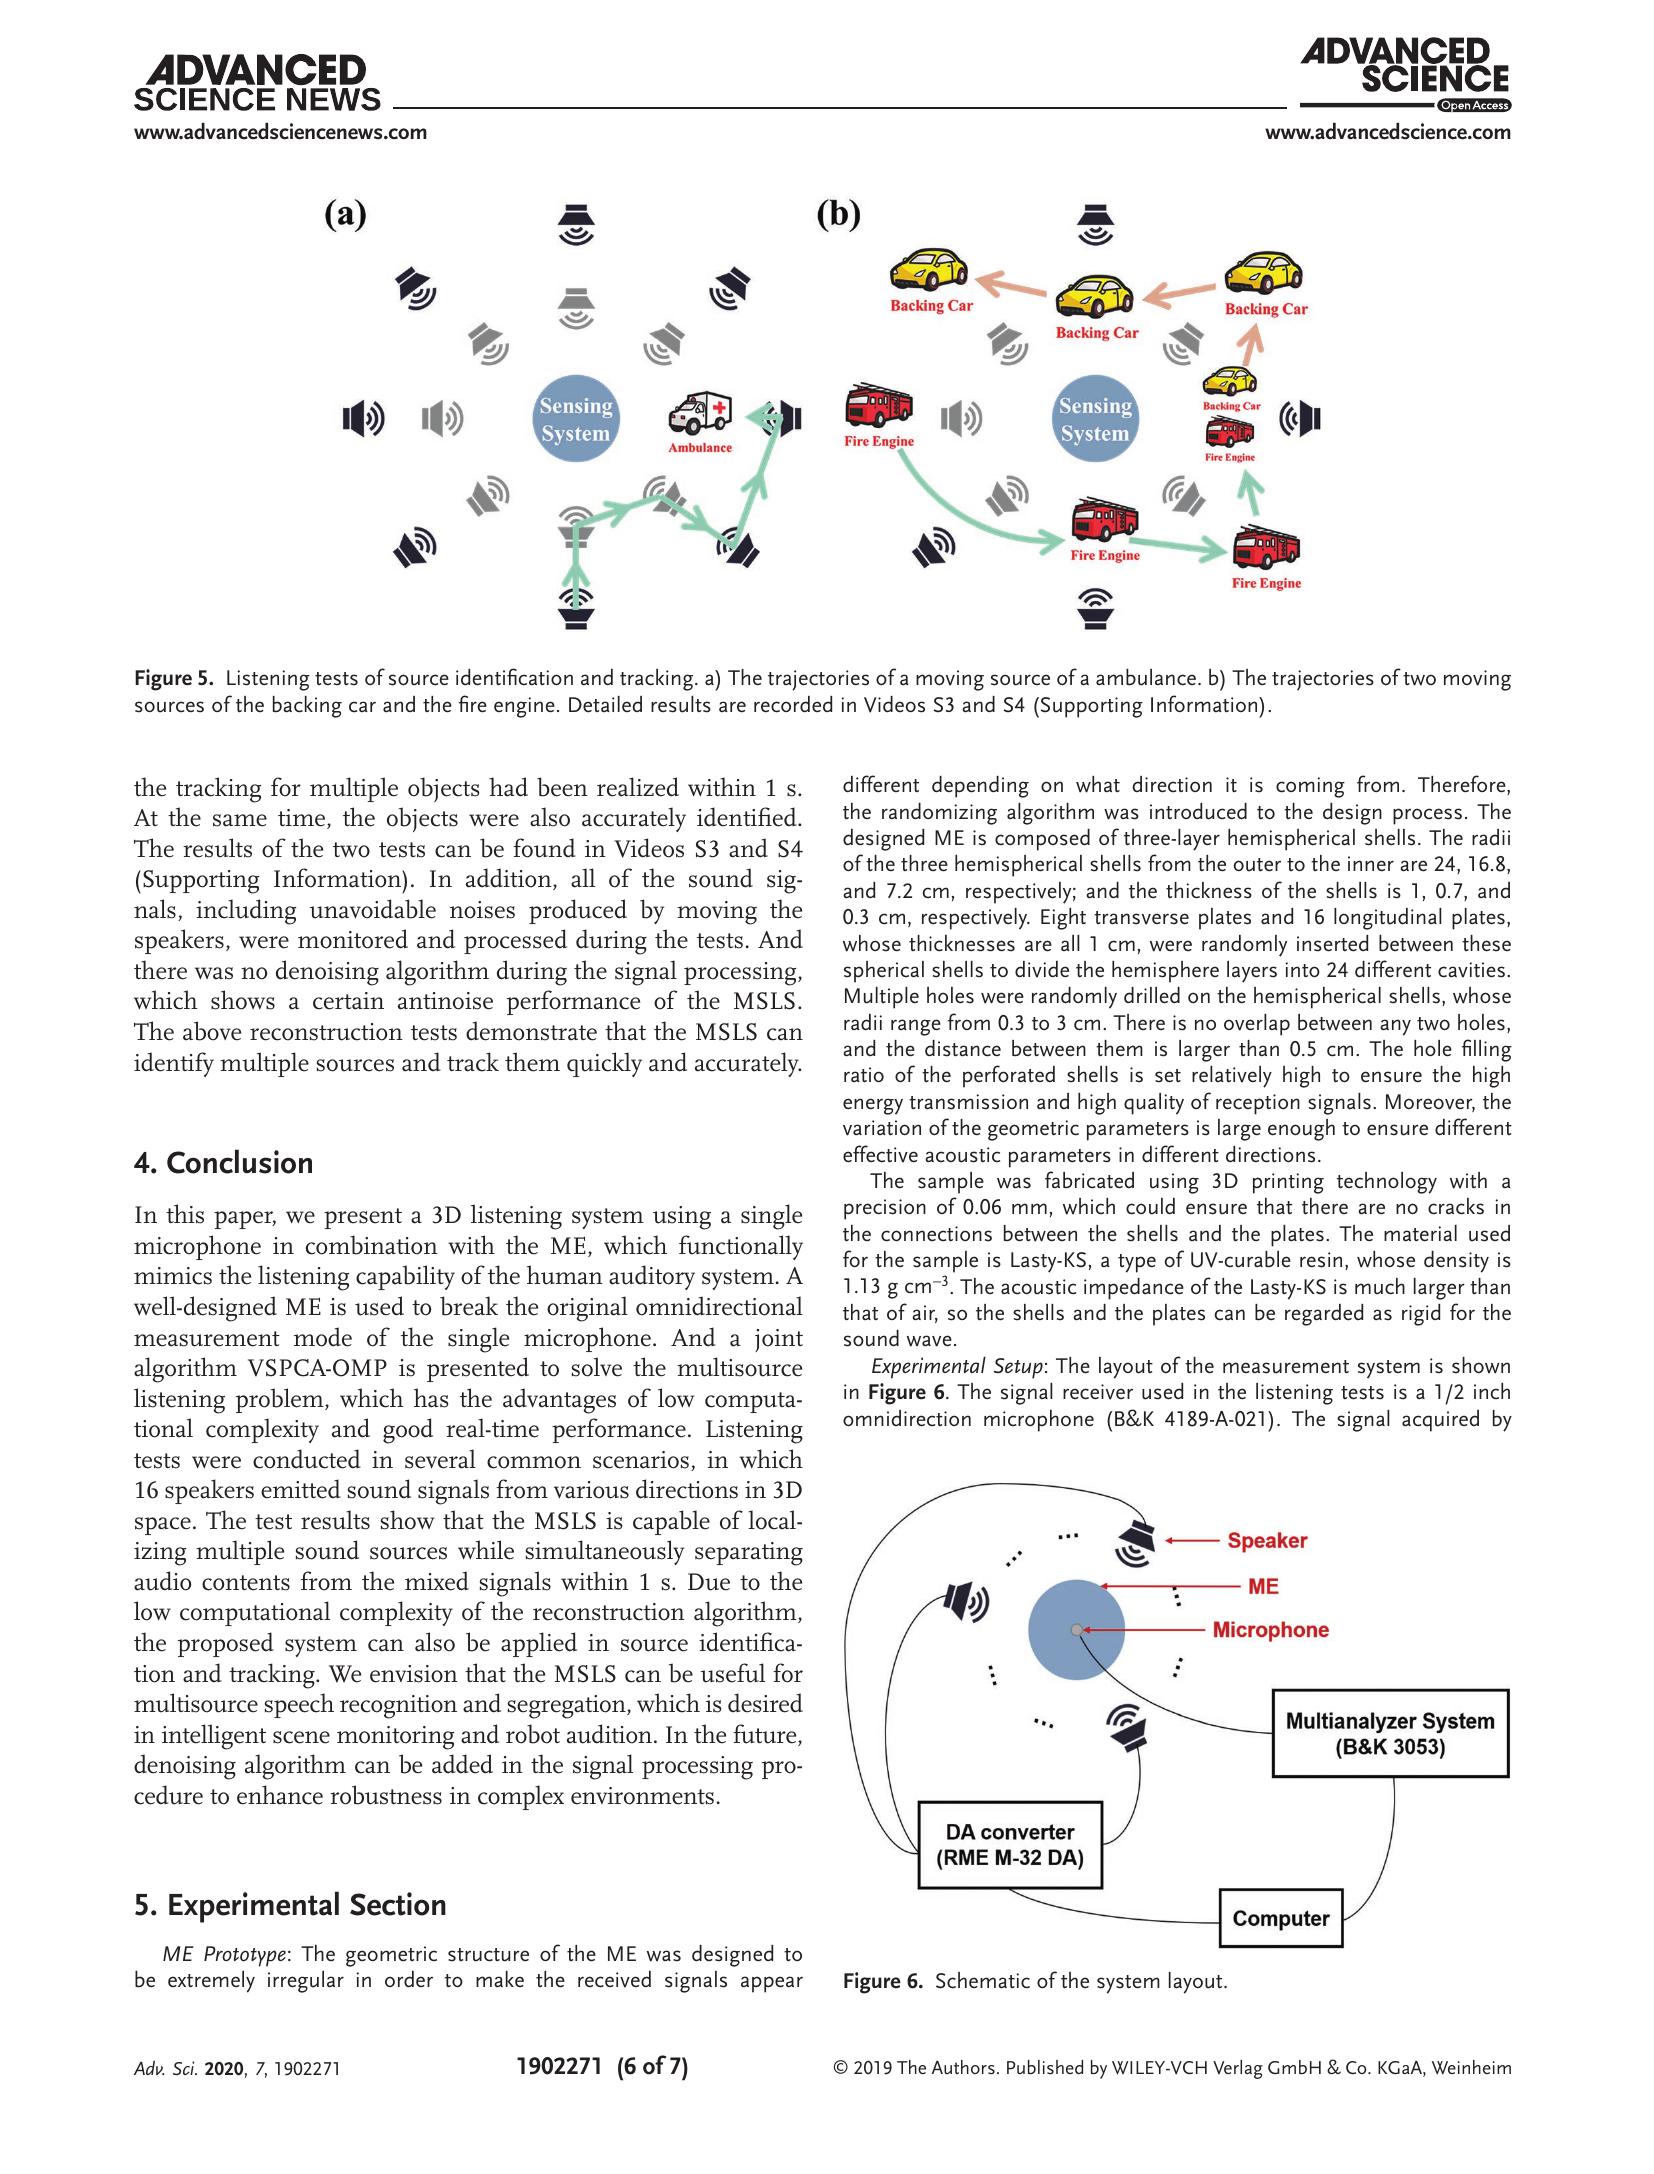 ADVANCED
SCIENCE NEWS
www.advancedsciencenews.com
ADVANCED
SCIENCE
Open Access
www.advancedscience.com
(a)
Sensing
System
Ambulance
(b)
Backing Car
Backing Car
Backing Car
Backing Car
Fire Engine
Sensing
System
Fire Engine
Fire Engine
Fire Engine
Figure 5. Listening tests of source identification and tracking. a) The trajectories of a moving source of a ambulance. b) The trajectories of two moving
sources of the backing car and the fire engine. Detailed results are recorded in Videos S3 and S4 (Supporting Information).
the tracking for multiple objects had been realized within 1 s.
At the same time, the objects were also accurately identified.
The results of the two tests can be found in Videos S3 and S4
(Supporting Information). In addition, all of the sound sig-
nals, including unavoidable noises produced by moving the
speakers, were monitored and processed during the tests. And
there was no denoising algorithm during the signal processing,
which shows a certain antinoise performance of the MSLS.
The above reconstruction tests demonstrate that the MSLS can
identify multiple sources and track them quickly and accurately.
4. Conclusion
In this paper, we present a 3D listening system using a single
microphone in combination with the ME, which functionally
mimics the listening capability of the human auditory system. A
well-designed ME is used to break the original omnidirectional
measurement mode of the single microphone. And a joint
algorithm VSPCA-OMP is presented to solve the multisource
listening problem, which has the advantages of low computa-
tional complexity and good real-time performance. Listening
tests were conducted in several common scenarios, in which
16 speakers emitted sound signals from various directions in 3D
space. The test results show that the MSLS is capable of local-
izing multiple sound sources while simultaneously separating
audio contents from the mixed signals within 1 s. Due to the
low computational complexity of the reconstruction algorithm,
the proposed system can also be applied in source identifica-
tion and tracking. We envision that the MSLS can be useful for
multisource speech recognition and segregation, which is desired
in intelligent scene monitoring and robot audition. In the future,
denoising algorithm can be added in the signal processing pro-
cedure to enhance robustness in complex environments.
5. Experimental Section
ME Prototype: The geometric structure of the ME was designed to
be extremely irregular in order to make the received signals appear
different depending on what direction it is coming from. Therefore,
the randomizing algorithm was introduced to the design process. The
designed ME is composed of three-layer hemispherical shells. The radii
of the three hemispherical shells from the outer to the inner are 24, 16.8,
and 7.2 cm, respectively; and the thickness of the shells is 1, 0.7, and
0.3 cm, respectively. Eight transverse plates and 16 longitudinal plates,
whose thicknesses are all 1 cm, were randomly inserted between these
spherical shells to divide the hemisphere layers into 24 different cavities.
Multiple holes were randomly drilled on the hemispherical shells, whose
radii range from 0.3 to 3 cm. There is no overlap between any two holes,
and the distance between them is larger than 0.5 cm. The hole filling
ratio of the perforated shells is set relatively high to ensure the high
energy transmission and high quality of reception signals. Moreover, the
variation of the geometric parameters is large enough to ensure different
effective acoustic parameters in different directions.
The sample was fabricated using 3D printing technology with a
precision of 0.06 mm, which could ensure that there are no cracks in
the connections between the shells and the plates. The material used
for the sample is Lasty-KS, a type of UV-curable resin, whose density is
1.13 g cm⁻³. The acoustic impedance of the Lasty-KS is much larger than
that of air, so the shells and the plates can be regarded as rigid for the
sound wave.
Experimental Setup: The layout of the measurement system is shown
in Figure 6. The signal receiver used in the listening tests is a 1/2 inch
omnidirection microphone (B&K 4189-A-021). The signal acquired by
Speaker
ME
Microphone
Multianalyzer System
(B&K 3053)
DA converter
(RME M-32 DA)
Computer
Figure 6. Schematic of the system layout.
Adv. Sci. 2020, 7, 1902271
1902271 (6 of 7)
© 2019 The Authors. Published by WILEY-VCH Verlag GmbH & Co. KGaA, Weinheim